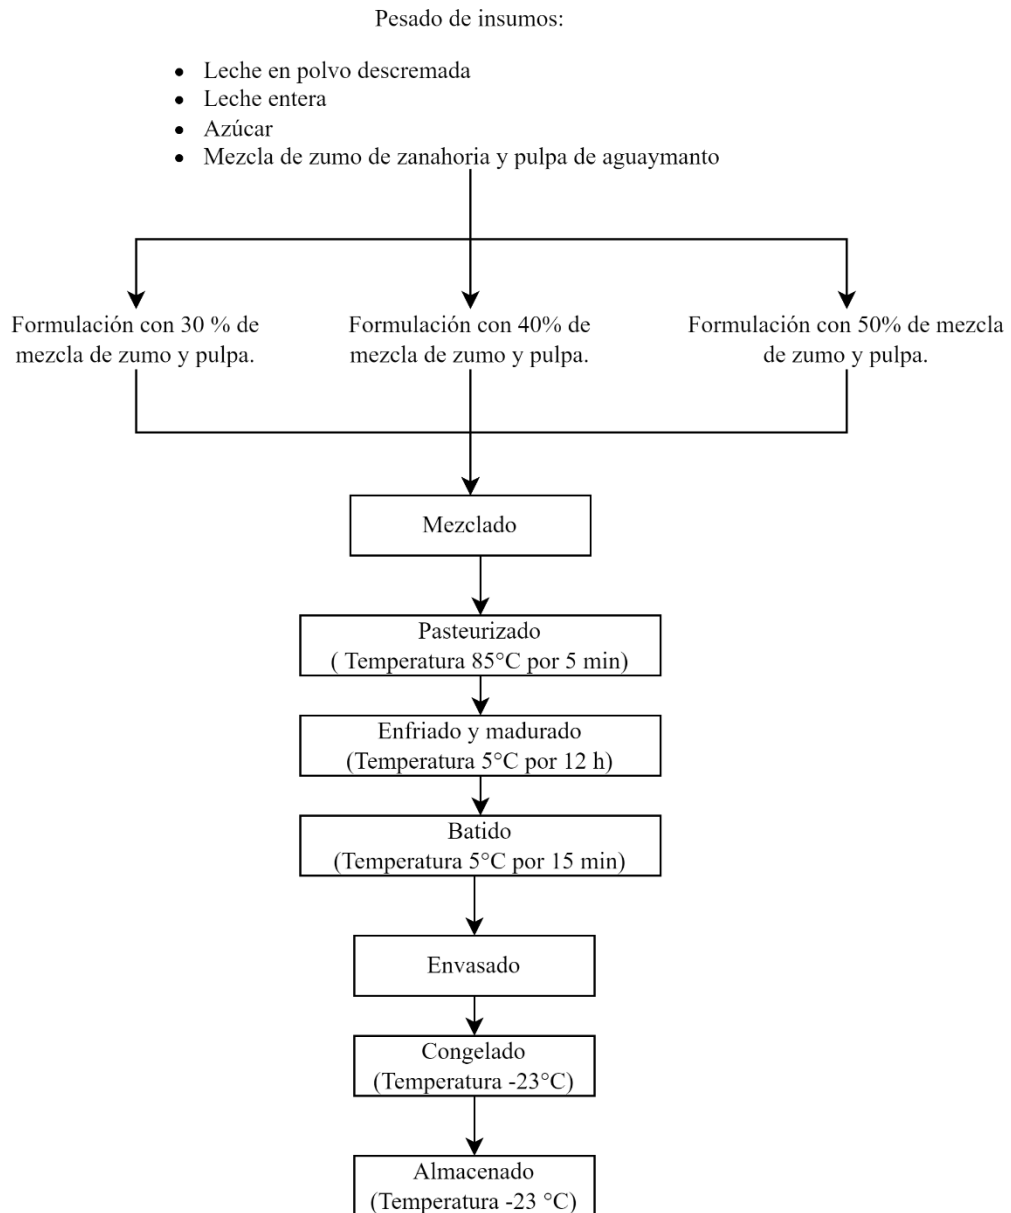 Pesado de insumos:
• Leche en polvo descremada
• Leche entera
• Azúcar
• Mezcla de zumo de zanahoria y pulpa de aguaymanto
Formulación con 30 % de
mezcla de zumo y pulpa.
Formulación con 40% de
mezcla de zumo y pulpa.
Formulación con 50% de mezcla
de zumo y pulpa.
Mezclado
Pasteurizado
( Temperatura 85°C por 5 min)
Enfriado y madurado
(Temperatura 5°C por 12 h)
Batido
(Temperatura 5°C por 15 min)
Envasado
Congelado
(Temperatura -23°C)
Almacenado
(Temperatura -23 °C)